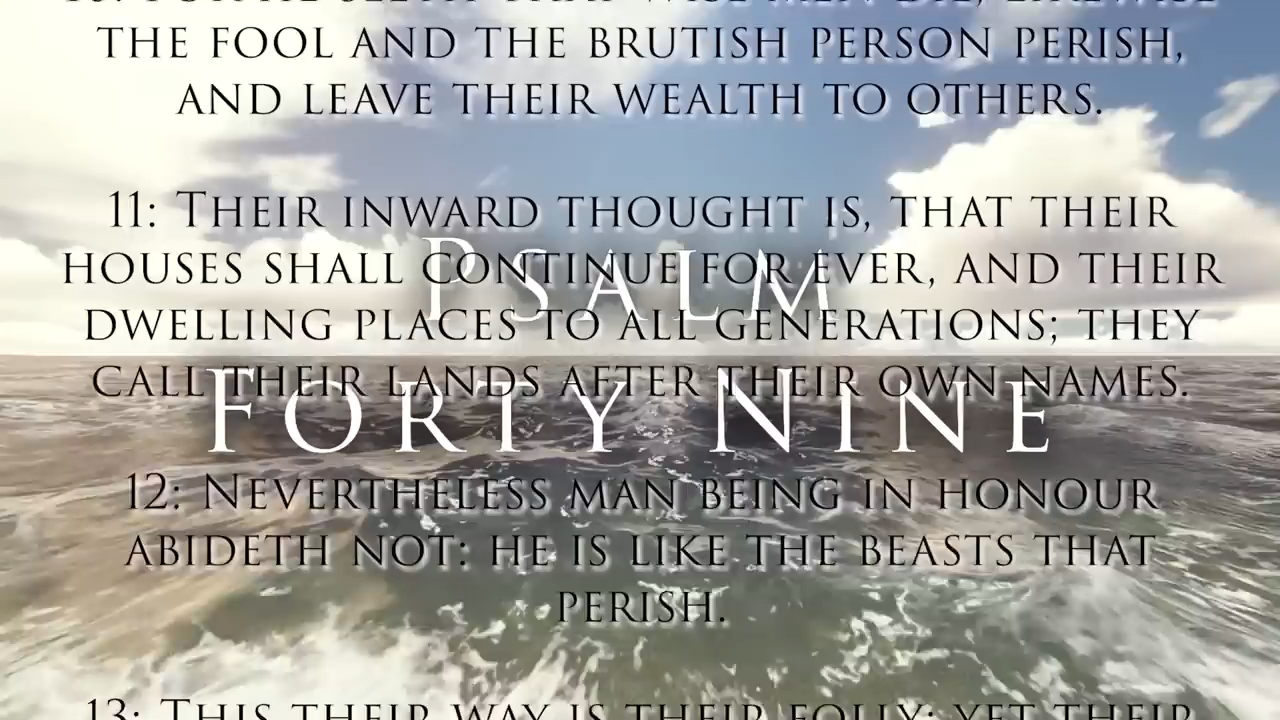 THE FOOL AND THE BRUTISH PERSON PERISH,
AND LEAVE THEIR WEALTH TO OTHERS.
11: THEIR INWARD THOUGHT IS, THAT THEIR
HOUSES SHALL CONTINUE FOR EVER, AND THEIR
PSALM
DWELLING PLACES TO ALL GENERATIONS; THEY
CALL THEIR LANDS AFTER THEIR OWN NAMES.
FORTY NINE
12: NEVERTHELESS MAN BEING IN HONOUR
ABIDETH NOT: HE IS LIKE THE BEASTS THAT
PERISH.
13: THIS THEIR WAY IS THEIR FOLLY: YET THEIR